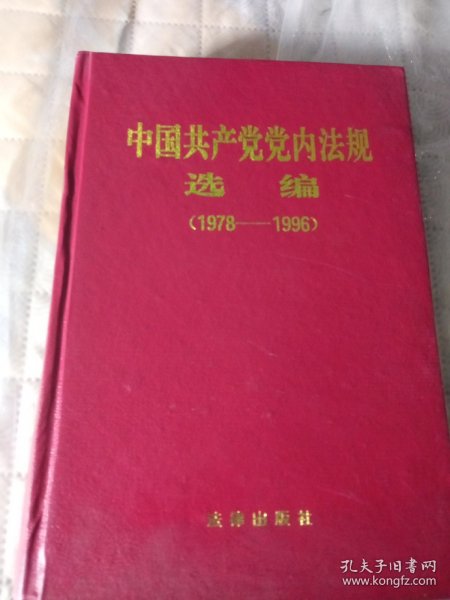 中国共产党党内法规
选编
(1978——1996)
法律出版社
孔夫子旧书网
www.kongfz.com